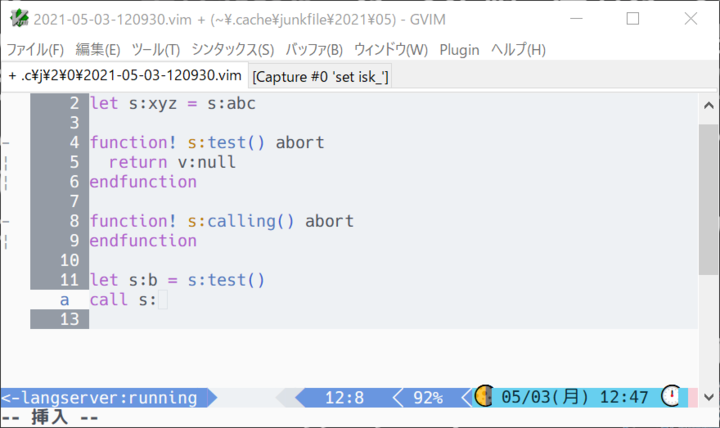 2021-05-03-120930.vim + (~¥.cache¥junkfile¥2021¥05) - GVIM
ファイル(F) 編集(E) ツール(T) シンタックス(S) バッファ(B) ウィンドウ(W) Plugin ヘルプ(H)
+ .c¥j¥2¥0¥2021-05-03-120930.vim [Capture #0 'set isk_']
2 let s:xyz = s:abc
3
4 function! s:test() abort
5 return v:null
6 endfunction
7
8 function! s:calling() abort
9 endfunction
10
11 let s:b = s:test()
a call s:
13
<-langserver:running 12:8 92% 05/03(月) 12:47
-- 挿入 --